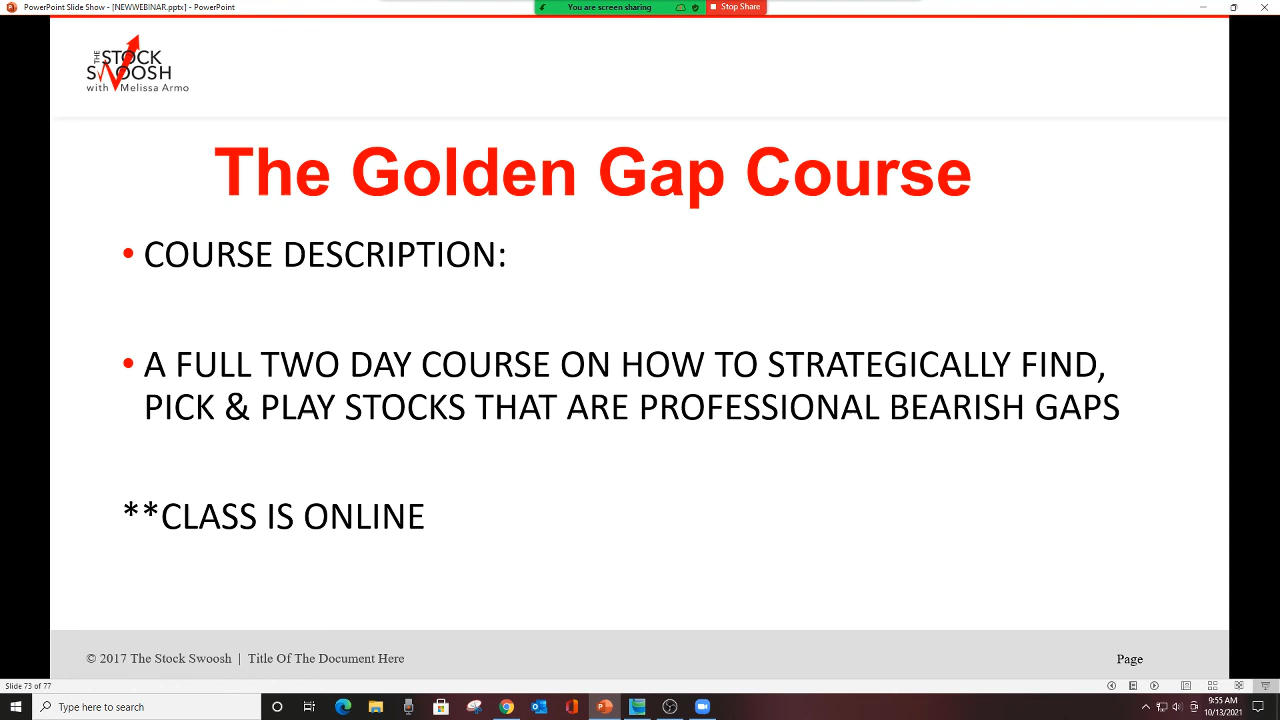 PowerPoint Slide Show - [NEWWEBINAR.pptx] - PowerPoint
You are screen sharing
Stop Share
THE STOCK
SWOOSH
with Melissa Armo
The Golden Gap Course
• COURSE DESCRIPTION:
• A FULL TWO DAY COURSE ON HOW TO STRATEGICALLY FIND,
PICK & PLAY STOCKS THAT ARE PROFESSIONAL BEARISH GAPS
**CLASS IS ONLINE
© 2017 The Stock Swoosh | Title Of The Document Here
Page
Slide 73 of 77
Type here to search
9:55 AM
10/13/2021